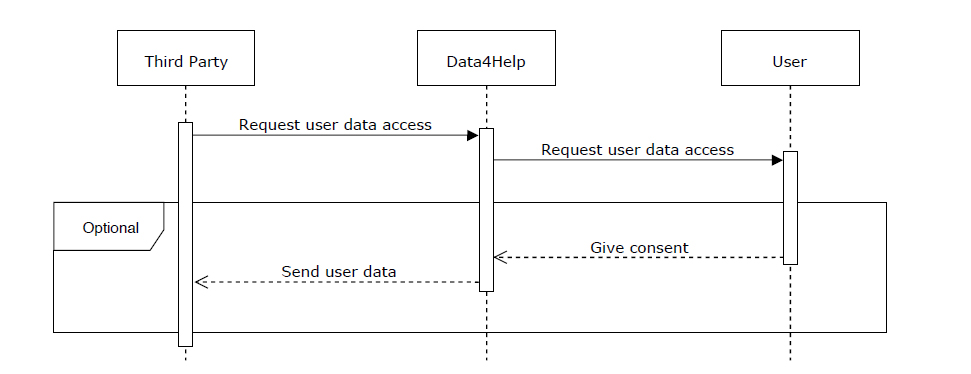 Third Party
Data4Help
User
Request user data access
Request user data access
Optional
Give consent
Send user data